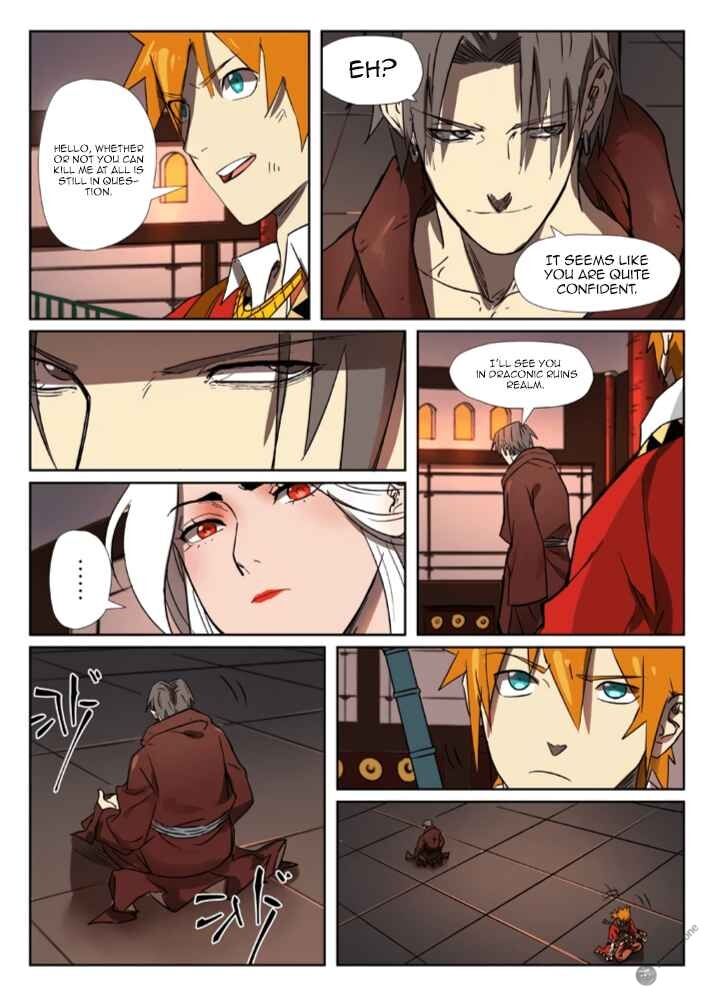 HELLO, WHETHER
OR NOT YOU CAN
KILL ME AT ALL IS
STILL IN QUES-
TION.
EH?
IT SEEMS LIKE
YOU ARE QUITE
CONFIDENT.
I'LL SEE YOU
IN DRACONIC RUINS
REALM.
......